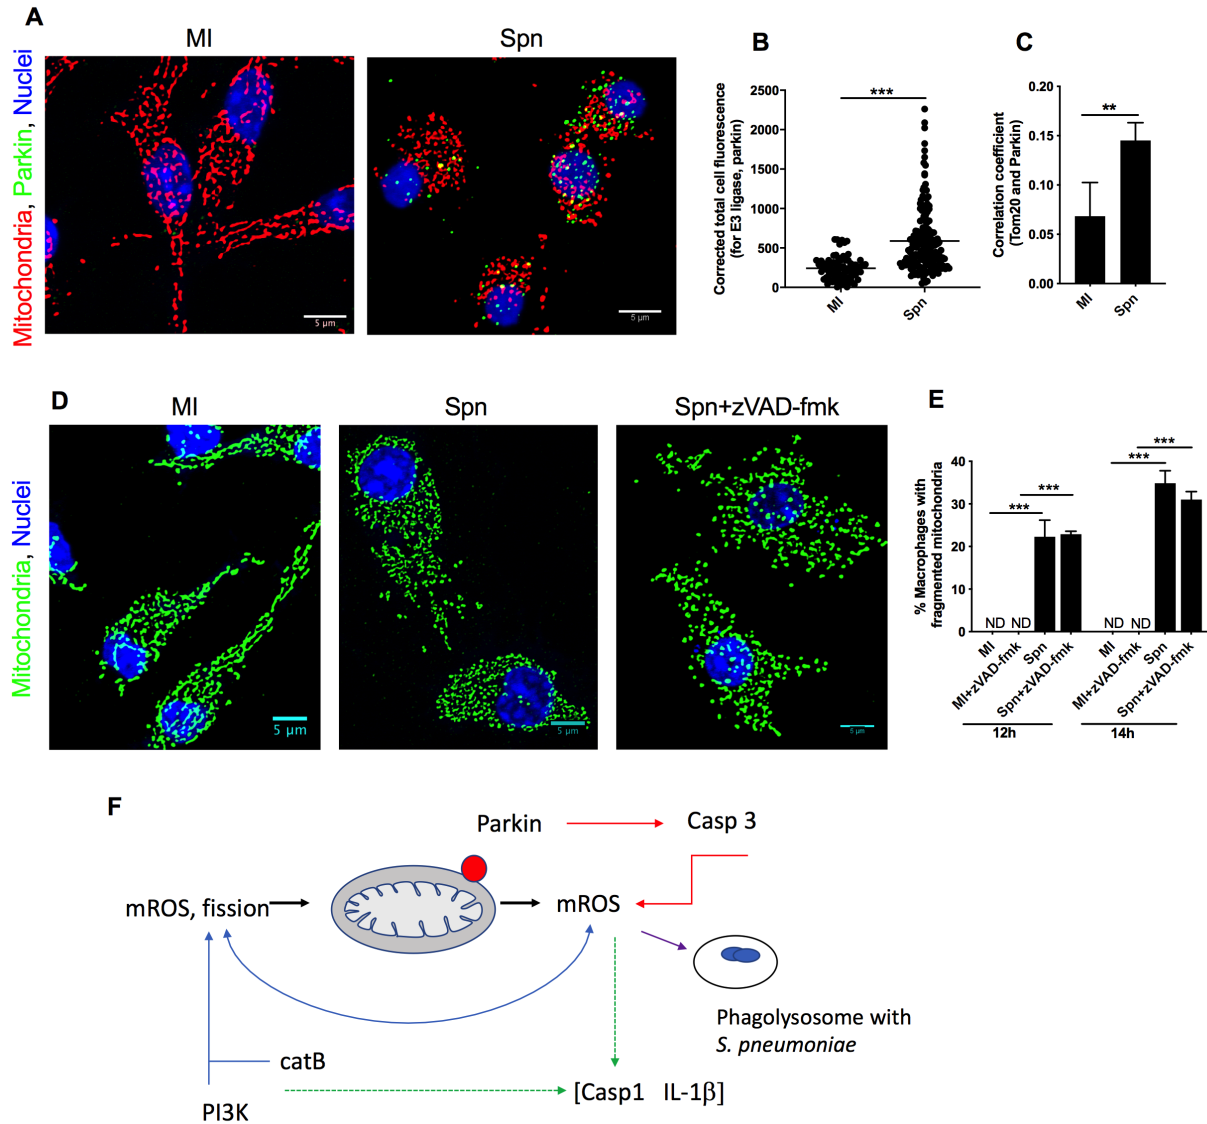 A
MI
Spn
Mitochondria, Parkin, Nuclei
5 µm
5 µm
B
Corrected total cell fluorescence
(for E3 ligase, parkin)
2500
2000
1500
1000
500
0
***
MI
Spn
C
Correlation coefficient
(Tom20 and Parkin)
0.20
0.15
0.10
0.05
0.00
**
MI
Spn
D
MI
Spn
Spn+zVAD-fmk
Mitochondria, Nuclei
5 µm
5 µm
5 µm
E
% Macrophages with
fragmented mitochondria
40
30
20
10
0
***
***
***
***
ND ND
ND ND
MI
MI+zVAD-fmk
Spn
Spn+zVAD-fmk
MI
MI+zVAD-fmk
Spn
Spn+zVAD-fmk
12h
14h
F
Parkin
Casp 3
mROS, fission
mROS
Phagolysosome with
S. pneumoniae
catB
PI3K
[Casp1 IL-1β]